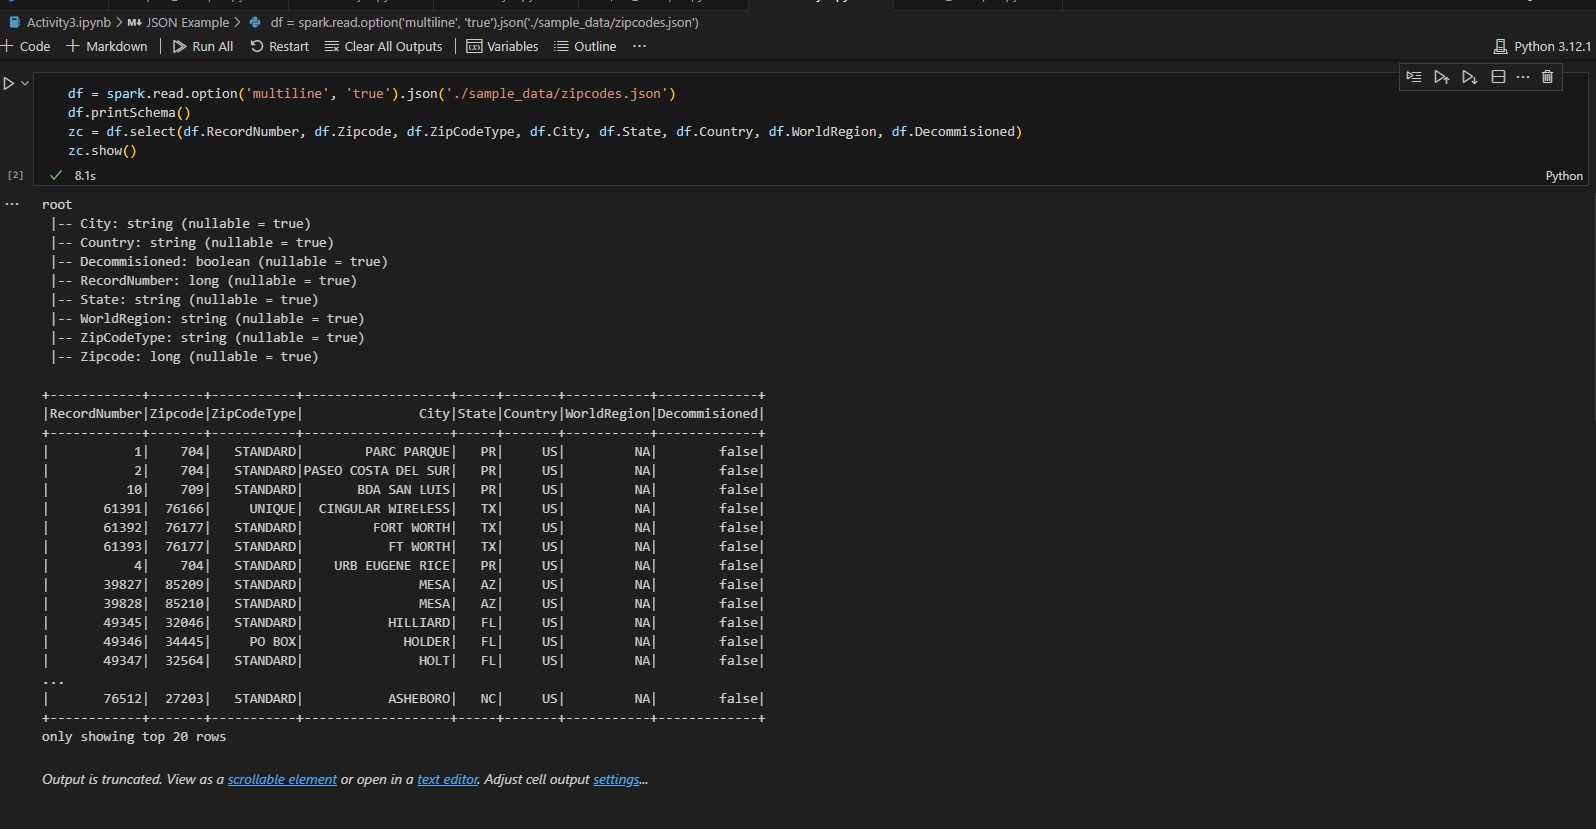 Activity3.ipynb > M↓ JSON Example > df = spark.read.option('multiline', 'true').json('./sample_data/zipcodes.json')
+ Code + Markdown | Run All Restart Clear All Outputs | Variables Outline ... Python 3.12.1
df = spark.read.option('multiline', 'true').json('./sample_data/zipcodes.json')
df.printSchema()
zc = df.select(df.RecordNumber, df.Zipcode, df.ZipCodeType, df.City, df.State, df.Country, df.WorldRegion, df.Decommisioned)
zc.show()
[2] ✓ 8.1s Python
... root
 |-- City: string (nullable = true)
 |-- Country: string (nullable = true)
 |-- Decommisioned: boolean (nullable = true)
 |-- RecordNumber: long (nullable = true)
 |-- State: string (nullable = true)
 |-- WorldRegion: string (nullable = true)
 |-- ZipCodeType: string (nullable = true)
 |-- Zipcode: long (nullable = true)
+------------+-------+-----------+-------------------+-----+-------+-----------+-------------+
|RecordNumber|Zipcode|ZipCodeType|               City|State|Country|WorldRegion|Decommisioned|
+------------+-------+-----------+-------------------+-----+-------+-----------+-------------+
|           1|    704|   STANDARD|        PARC PARQUE|   PR|     US|         NA|        false|
|           2|    704|   STANDARD|PASEO COSTA DEL SUR|   PR|     US|         NA|        false|
|          10|    709|   STANDARD|       BDA SAN LUIS|   PR|     US|         NA|        false|
|       61391|  76166|     UNIQUE|  CINGULAR WIRELESS|   TX|     US|         NA|        false|
|       61392|  76177|   STANDARD|         FORT WORTH|   TX|     US|         NA|        false|
|       61393|  76177|   STANDARD|           FT WORTH|   TX|     US|         NA|        false|
|           4|    704|   STANDARD|    URB EUGENE RICE|   PR|     US|         NA|        false|
|       39827|  85209|   STANDARD|               MESA|   AZ|     US|         NA|        false|
|       39828|  85210|   STANDARD|               MESA|   AZ|     US|         NA|        false|
|       49345|  32046|   STANDARD|           HILLIARD|   FL|     US|         NA|        false|
|       49346|  34445|     PO BOX|             HOLDER|   FL|     US|         NA|        false|
|       49347|  32564|   STANDARD|               HOLT|   FL|     US|         NA|        false|
...
|       76512|  27203|   STANDARD|           ASHEBORO|   NC|     US|         NA|        false|
+------------+-------+-----------+-------------------+-----+-------+-----------+-------------+
only showing top 20 rows
Output is truncated. View as a scrollable element or open in a text editor. Adjust cell output settings...